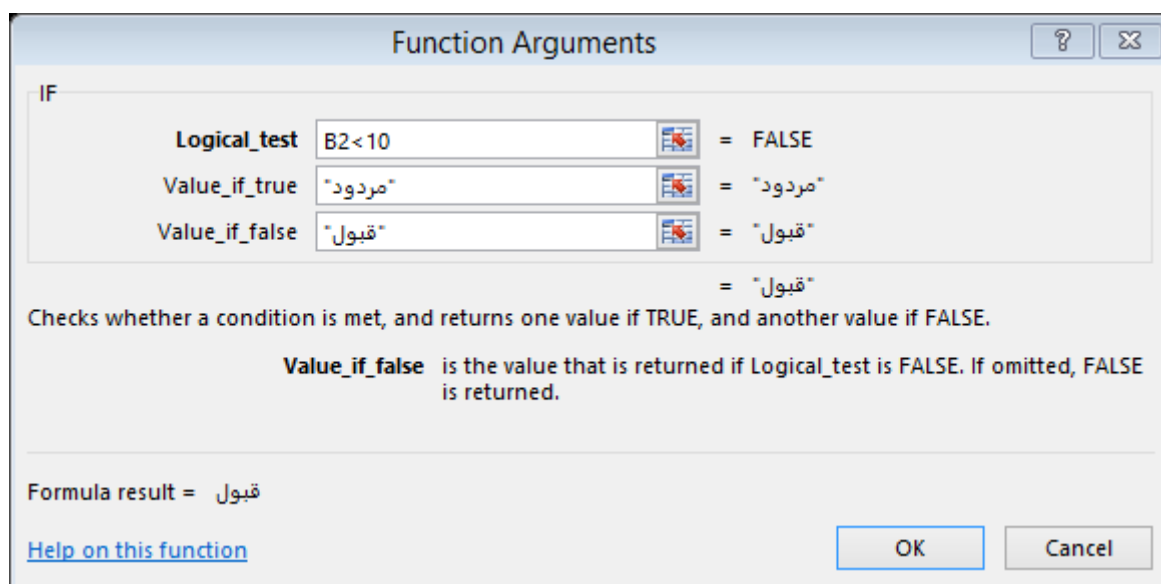 Function Arguments
IF
Logical_test B2<10 = FALSE
Value_if_true "مردود" = "مردود"
Value_if_false "قبول" = "قبول"
= "قبول"
Checks whether a condition is met, and returns one value if TRUE, and another value if FALSE.
Value_if_false is the value that is returned if Logical_test is FALSE. If omitted, FALSE
is returned.
Formula result = قبول
Help on this function OK Cancel